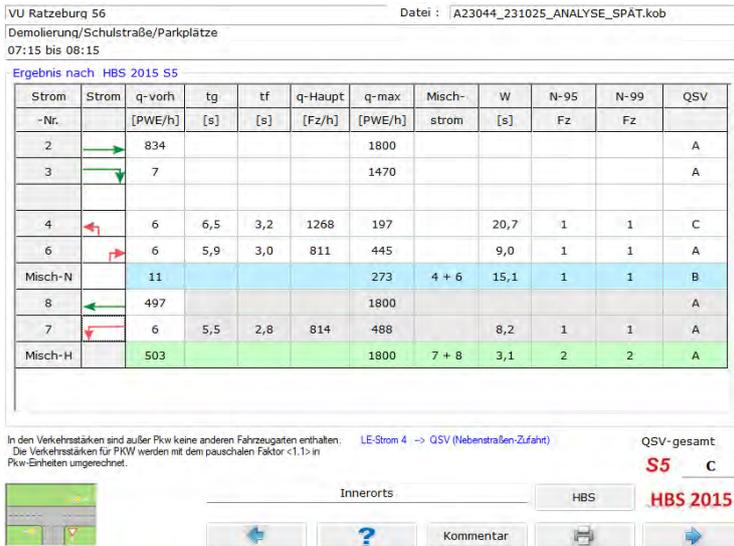 VU Ratzeburg 56 Datei : A23044_231025_ANALYSE_SPÄT.kob
Demolierung/Schulstraße/Parkplätze
07:15 bis 08:15
Ergebnis nach HBS 2015 S5
Strom Strom q-vorh tg tf q-Haupt q-max Misch- W N-95 N-99 QSV
-Nr. [PWE/h] [s] [s] [Fz/h] [PWE/h] strom [s] Fz Fz
2 834 1800 A
3 7 1470 A
4 6 6,5 3,2 1268 197 20,7 1 1 C
6 6 5,9 3,0 811 445 9,0 1 1 A
Misch-N 11 273 4 + 6 15,1 1 1 B
8 497 1800 A
7 6 5,5 2,8 814 488 8,2 1 1 A
Misch-H 503 1800 7 + 8 3,1 2 2 A
In den Verkehrsstärken sind außer Pkw keine anderen Fahrzeugarten enthalten. LE-Strom 4 --> QSV (Nebenstraßen-Zufahrt) QSV-gesamt
Die Verkehrsstärken für PKW werden mit dem pauschalen Faktor <1.1> in
Pkw-Einheiten umgerechnet.
S5 C
Innerorts HBS HBS 2015
? Kommentar